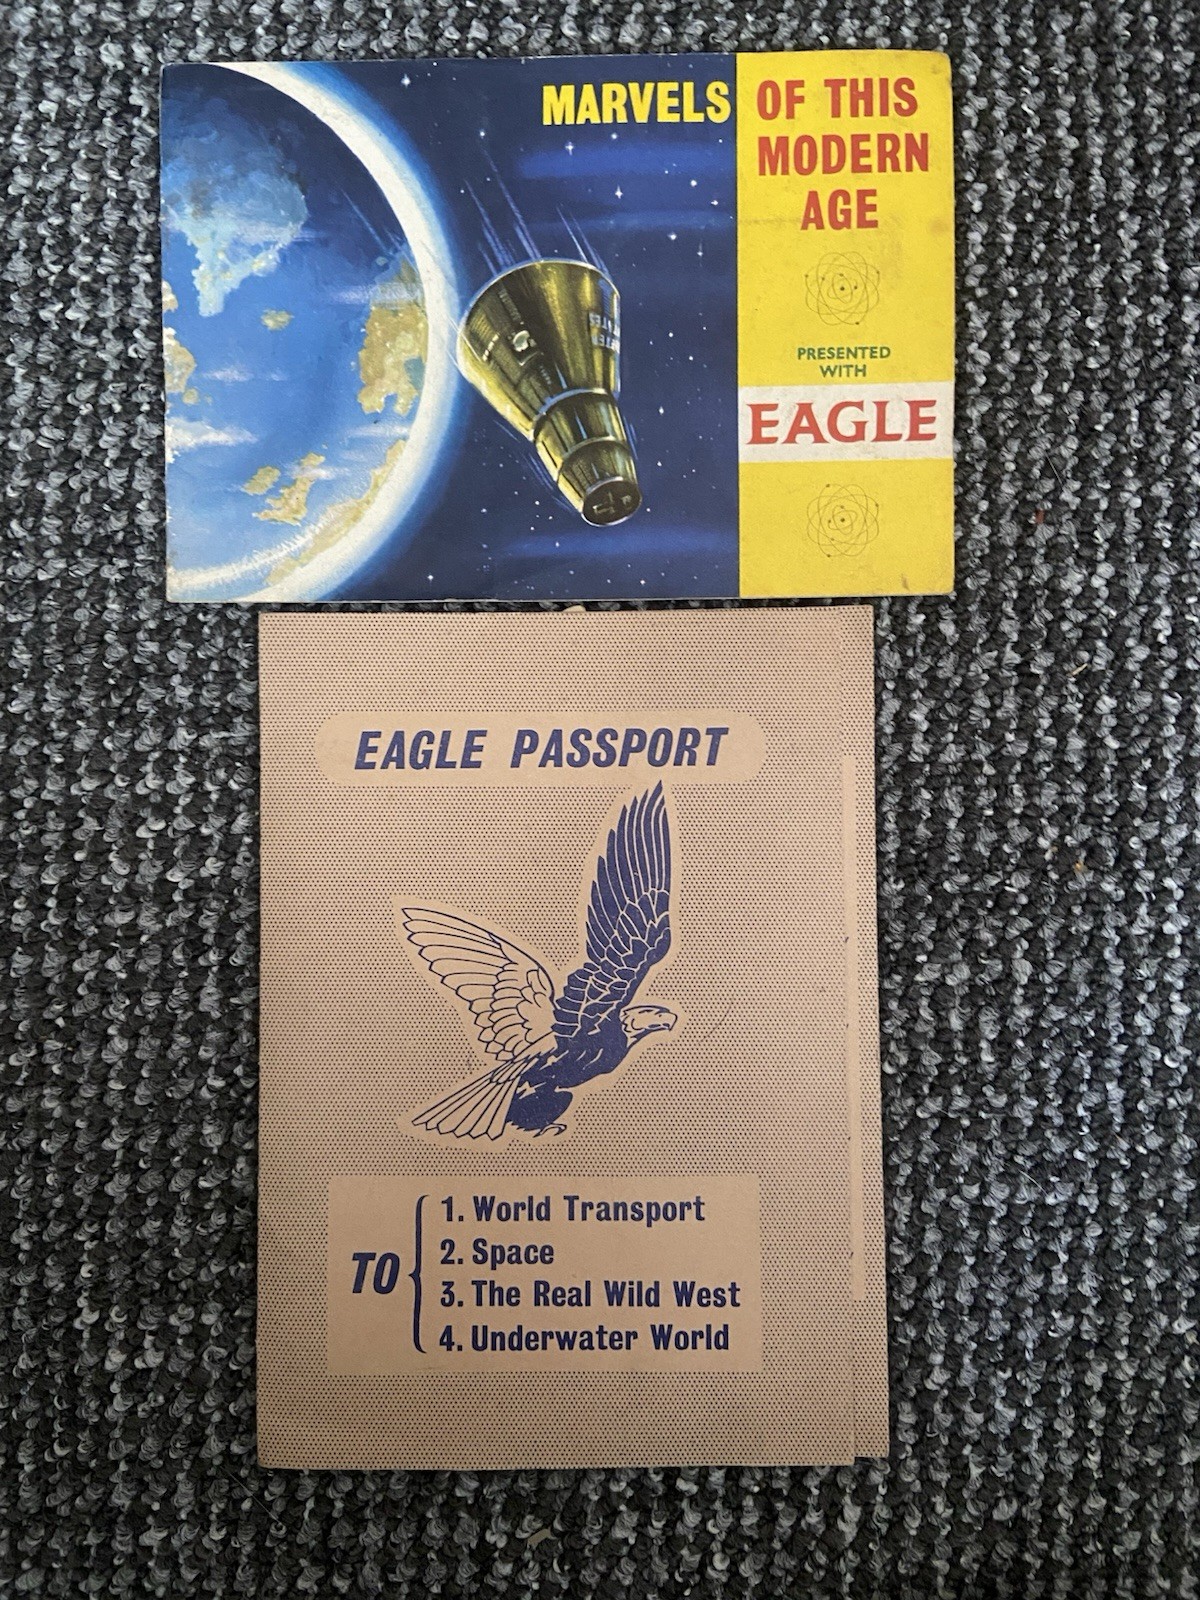 MARVELS OF THIS
MODERN
AGE
PRESENTED
WITH
EAGLE
EAGLE PASSPORT
TO
1. World Transport
2. Space
3. The Real Wild West
4. Underwater World